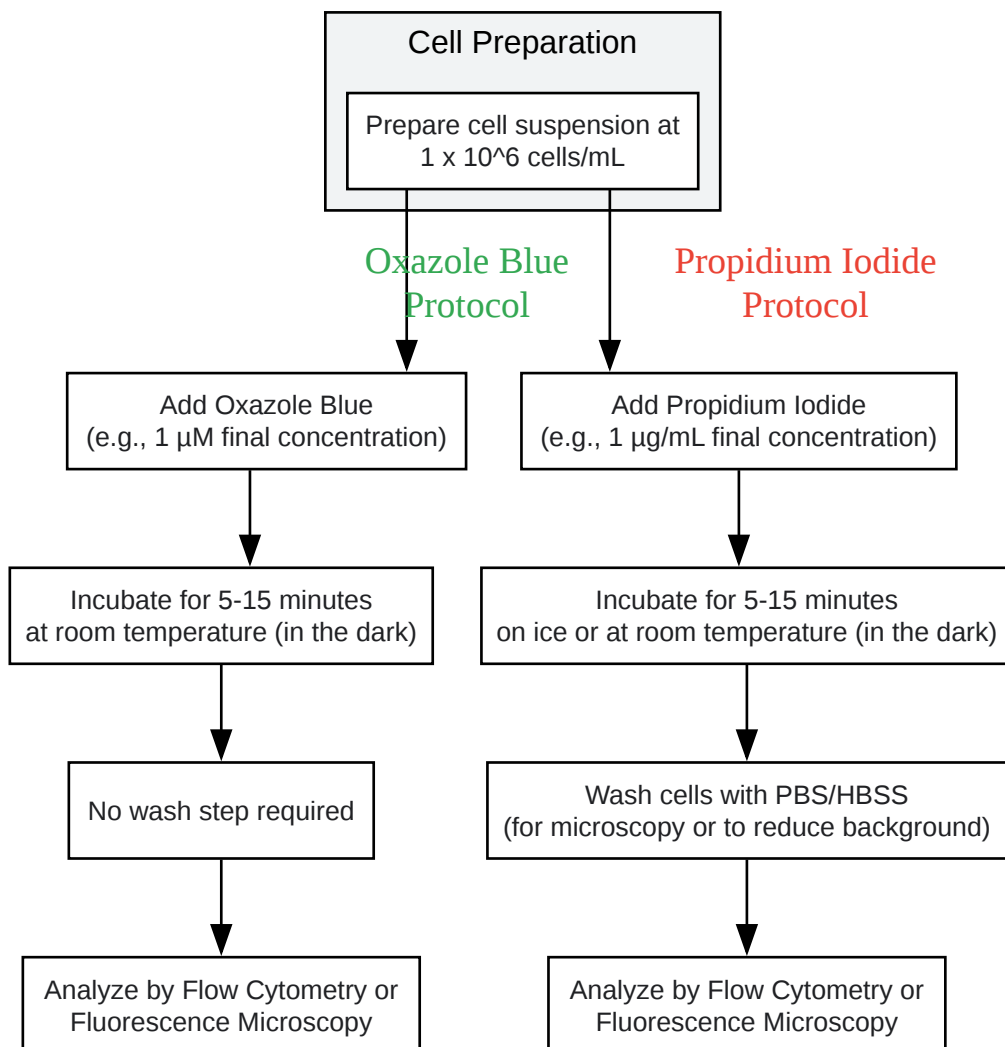 Cell Preparation
Prepare cell suspension at
1 x 10^6 cells/mL
Oxazole Blue
Protocol
Propidium Iodide
Protocol
Add Oxazole Blue
(e.g., 1 µM final concentration)
Add Propidium Iodide
(e.g., 1 µg/mL final concentration)
Incubate for 5-15 minutes
at room temperature (in the dark)
Incubate for 5-15 minutes
on ice or at room temperature (in the dark)
No wash step required
Wash cells with PBS/HBSS
(for microscopy or to reduce background)
Analyze by Flow Cytometry or
Fluorescence Microscopy
Analyze by Flow Cytometry or
Fluorescence Microscopy